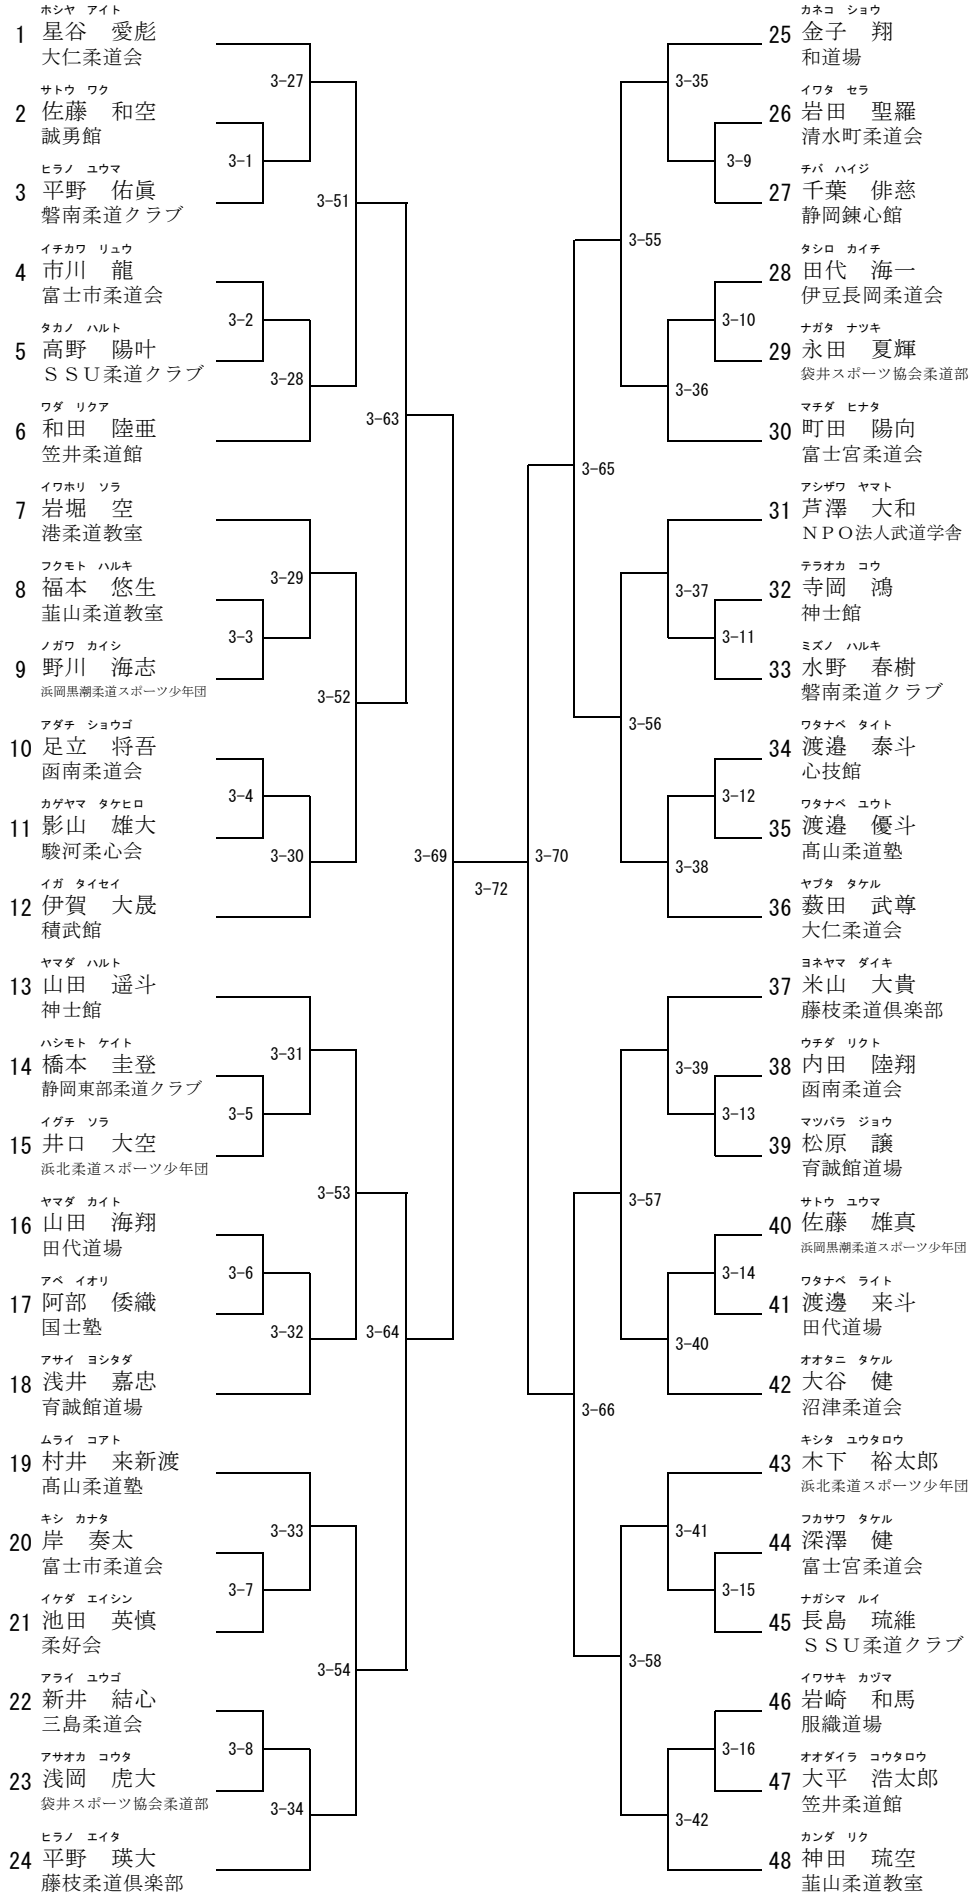 ホシヤ　アイト
1 星谷　愛彪
大仁柔道会
サトウ　ワク
2 佐藤　和空
誠勇館
ヒラノ　ユウマ
3 平野　佑眞
磐南柔道クラブ
イチカワ　リュウ
4 市川　龍
富士市柔道会
タカノ　ハルト
5 高野　陽叶
ＳＳＵ柔道クラブ
ワダ　リクア
6 和田　陸亜
笠井柔道館
イワホリ　ソラ
7 岩堀　空
港柔道教室
フクモト　ハルキ
8 福本　悠生
韮山柔道教室
ノガワ　カイシ
9 野川　海志
浜岡黒潮柔道スポーツ少年団
アダチ　ショウゴ
10 足立　将吾
函南柔道会
カゲヤマ　タケヒロ
11 影山　雄大
駿河柔心会
イガ　タイセイ
12 伊賀　大晟
積武館
ヤマダ　ハルト
13 山田　遥斗
神士館
ハシモト　ケイト
14 橋本　圭登
静岡東部柔道クラブ
イグチ　ソラ
15 井口　大空
浜北柔道スポーツ少年団
ヤマダ　カイト
16 山田　海翔
田代道場
アベ　イオリ
17 阿部　倭織
国士塾
アサイ　ヨシタダ
18 浅井　嘉忠
育誠館道場
ムライ　コアト
19 村井　来新渡
髙山柔道塾
キシ　カナタ
20 岸　奏太
富士市柔道会
イケダ　エイシン
21 池田　英慎
柔好会
アライ　ユウゴ
22 新井　結心
三島柔道会
アサオカ　コウタ
23 浅岡　虎大
袋井スポーツ協会柔道部
ヒラノ　エイタ
24 平野　瑛大
藤枝柔道倶楽部
3-27
3-1
3-51
3-2
3-28
3-63
3-29
3-3
3-52
3-4
3-30
3-69
3-31
3-5
3-53
3-6
3-32
3-64
3-33
3-7
3-54
3-8
3-34
3-72
3-70
3-35
3-9
3-55
3-10
3-36
3-65
3-37
3-11
3-56
3-12
3-38
3-39
3-13
3-57
3-14
3-40
3-66
3-41
3-15
3-58
3-16
3-42
カネコ　ショウ
25 金子　翔
和道場
イワタ　セラ
26 岩田　聖羅
清水町柔道会
チバ　ハイジ
27 千葉　俳慈
静岡錬心館
タシロ　カイチ
28 田代　海一
伊豆長岡柔道会
ナガタ　ナツキ
29 永田　夏輝
袋井スポーツ協会柔道部
マチダ　ヒナタ
30 町田　陽向
富士宮柔道会
アシザワ　ヤマト
31 芦澤　大和
ＮＰＯ法人武道学舎
テラオカ　コウ
32 寺岡　鴻
神士館
ミズノ　ハルキ
33 水野　春樹
磐南柔道クラブ
ワタナベ　タイト
34 渡邉　泰斗
心技館
ワタナベ　ユウト
35 渡邉　優斗
髙山柔道塾
ヤブタ　タケル
36 薮田　武尊
大仁柔道会
ヨネヤマ　ダイキ
37 米山　大貴
藤枝柔道倶楽部
ウチダ　リクト
38 内田　陸翔
函南柔道会
マツバラ　ジョウ
39 松原　譲
育誠館道場
サトウ　ユウマ
40 佐藤　雄真
浜岡黒潮柔道スポーツ少年団
ワタナベ　ライト
41 渡邊　来斗
田代道場
オオタニ　タケル
42 大谷　健
沼津柔道会
キシタ　ユウタロウ
43 木下　裕太郎
浜北柔道スポーツ少年団
フカサワ　タケル
44 深澤　健
富士宮柔道会
ナガシマ　ルイ
45 長島　琉維
ＳＳＵ柔道クラブ
イワサキ　カヅマ
46 岩崎　和馬
服織道場
オオダイラ　コウタロウ
47 大平　浩太郎
笠井柔道館
カンダ　リク
48 神田　琉空
韮山柔道教室